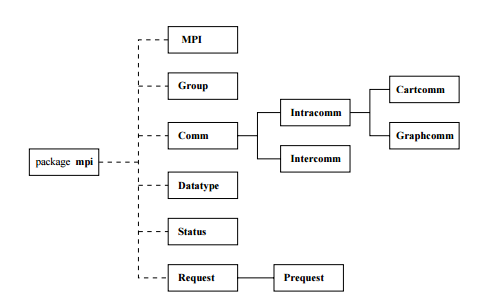 MPI
Group
Cartcomm
Intracomm
Comm
Graphcomm
Intercomm
package mpi
Datatype
Status
Request
Prequest